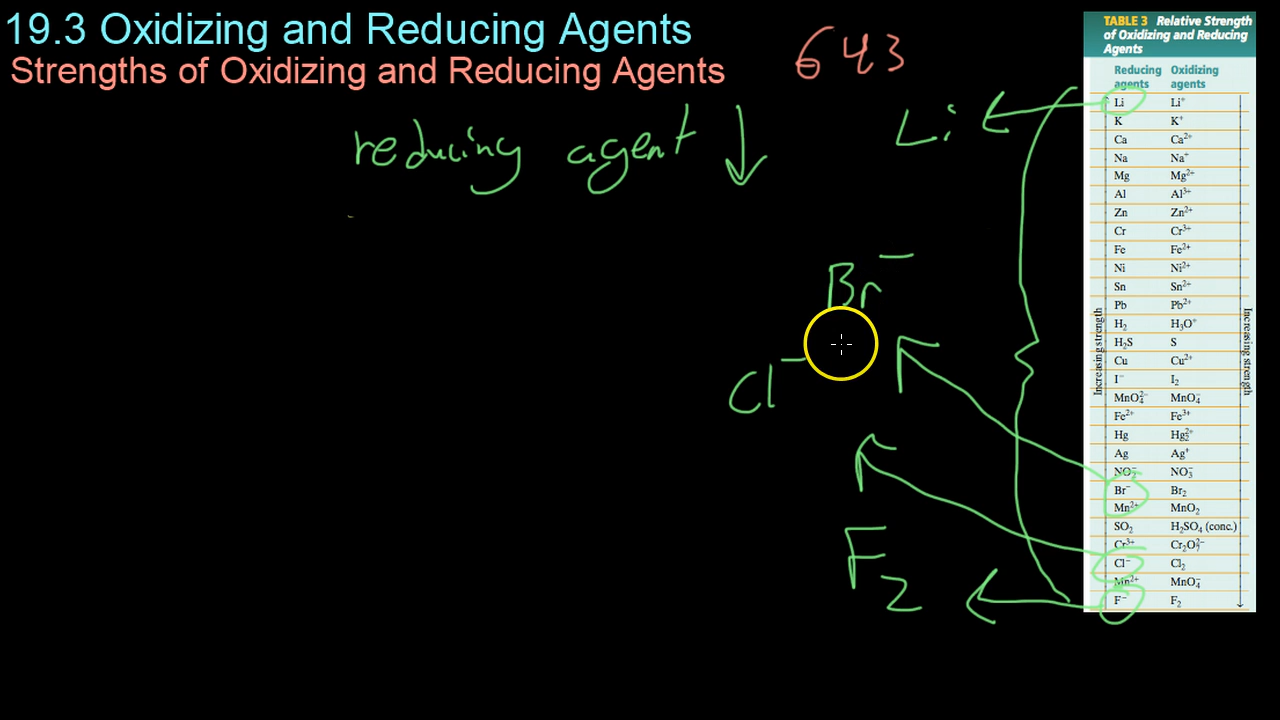 19.3 Oxidizing and Reducing Agents
Strengths of Oxidizing and Reducing Agents
643
reducing agent
Li
Br⁻
Cl⁻
F₂
TABLE 3 Relative Strength
of Oxidizing and Reducing
Agents
Reducing agents Oxidizing agents
Li Li⁺
K K⁺
Ca Ca²⁺
Na Na⁺
Mg Mg²⁺
Al Al³⁺
Zn Zn²⁺
Cr Cr³⁺
Fe Fe²⁺
Ni Ni²⁺
Sn Sn²⁺
Pb Pb²⁺
H₂ H₃O⁺
H₂S S
Cu Cu²⁺
I⁻ I₂
MnO₄²⁻ MnO₄⁻
Fe²⁺ Fe³⁺
Hg Hg₂²⁺
Ag Ag⁺
NO₂⁻ NO₃⁻
Br⁻ Br₂
Mn²⁺ MnO₂
SO₂ H₂SO₄ (conc.)
Cr³⁺ Cr₂O₇²⁻
Cl⁻ Cl₂
Mn²⁺ MnO₄⁻
F⁻ F₂
Increasing strength
Increasing strength